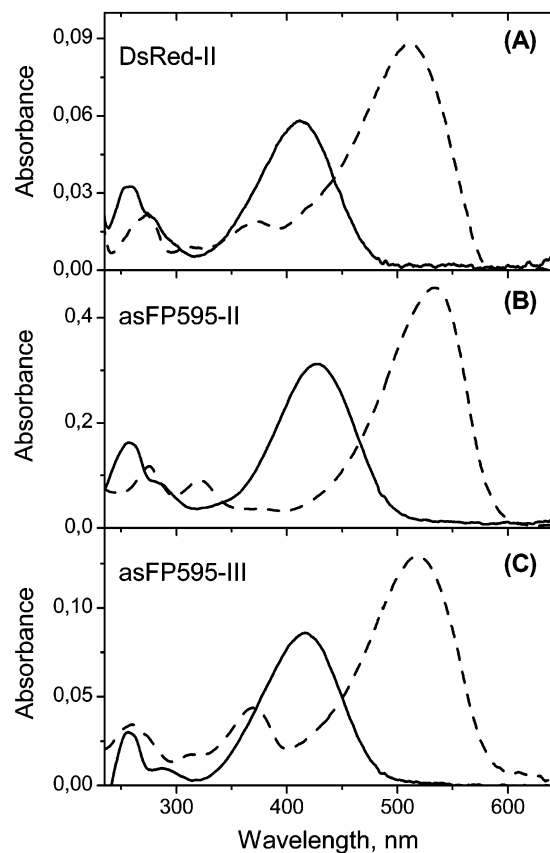 (A)
DsRed-II
0,09
0,06
0,03
0,00
Absorbance
(B)
asFP595-II
0,4
0,2
0,0
Absorbance
(C)
asFP595-III
0,10
0,05
0,00
Absorbance
300 400 500 600
Wavelength, nm